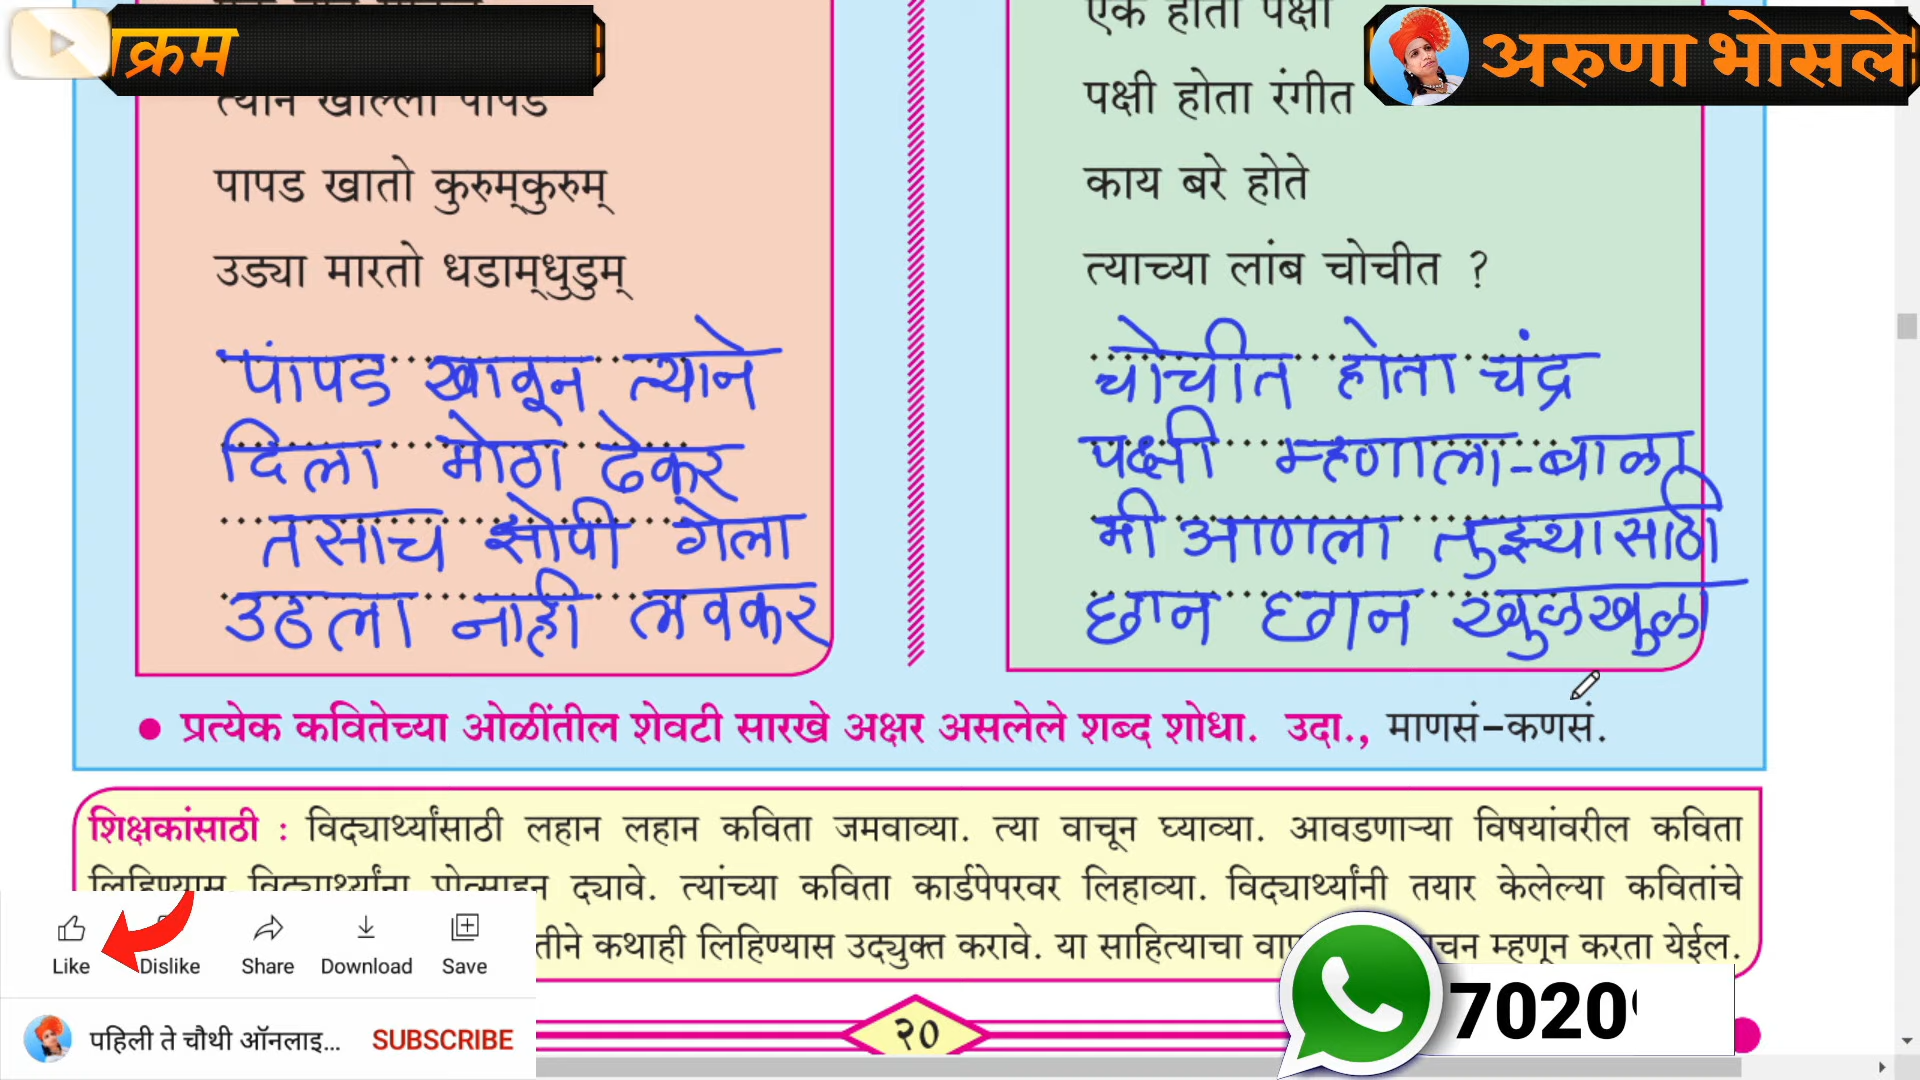 क्रम
अरुणा भोसले
त्याने खाल्ला पापड
पापड खातो कुरुम्कुरुम्
उड्या मारतो धडाम्धुडुम्
पांपड खावून त्याने
दिला मोठा ढेकर
तसाच झोपी गेला
उठला नाही लवकर
एक होता पक्षी
पक्षी होता रंगीत
काय बरे होते
त्याच्या लांब चोचीत ?
चोचीत होता चंद्र
पक्षी म्हणाला-बाळा
मी आणला तुझ्यासाठी
छान छान खुळखुळा
● प्रत्येक कवितेच्या ओळींतील शेवटी सारखे अक्षर असलेले शब्द शोधा. उदा., माणसं-कणसं.
शिक्षकांसाठी : विद्यार्थ्यांसाठी लहान लहान कविता जमवाव्या. त्या वाचून घ्याव्या. आवडणाऱ्या विषयांवरील कविता
लिहिण्यास विद्यार्थ्यांना प्रोत्साहन द्यावे. त्यांच्या कविता कार्डपेपरवर लिहाव्या. विद्यार्थ्यांनी तयार केलेल्या कवितांचे
तीने कथाही लिहिण्यास उद्युक्त करावे. या साहित्याचा वा चन म्हणून करता येईल.
Like Dislike Share Download Save
पहिली ते चौथी ऑनलाइ... SUBSCRIBE
२०
7020